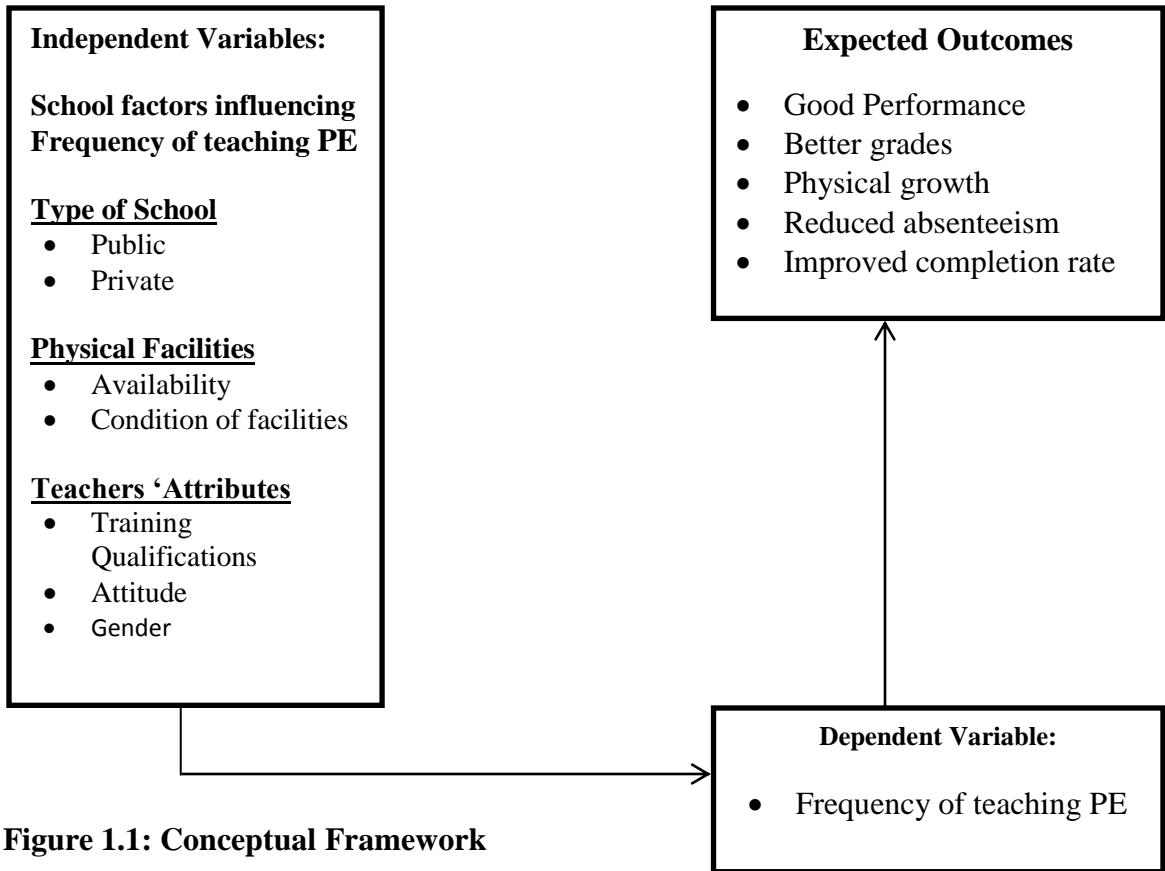 Independent Variables:
School factors influencing
Frequency of teaching PE
Type of School
• Public
• Private
Physical Facilities
• Availability
• Condition of facilities
Teachers ‘Attributes
• Training
Qualifications
• Attitude
• Gender
Expected Outcomes
• Good Performance
• Better grades
• Physical growth
• Reduced absenteeism
• Improved completion rate
Dependent Variable:
• Frequency of teaching PE
Figure 1.1: Conceptual Framework